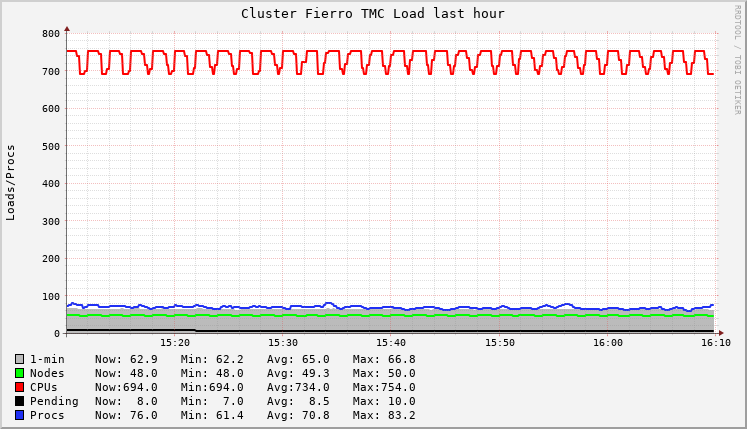 Cluster Fierro TMC Load last hour
RRDTOOL / TOBI OETIKER
Loads/Procs
800
700
600
500
400
300
200
100
0
15:20 15:30 15:40 15:50 16:00 16:10
1-min Now: 62.9 Min: 62.2 Avg: 65.0 Max: 66.8
Nodes Now: 48.0 Min: 48.0 Avg: 49.3 Max: 50.0
CPUs Now:694.0 Min:694.0 Avg:734.0 Max:754.0
Pending Now: 8.0 Min: 7.0 Avg: 8.5 Max: 10.0
Procs Now: 76.0 Min: 61.4 Avg: 70.8 Max: 83.2